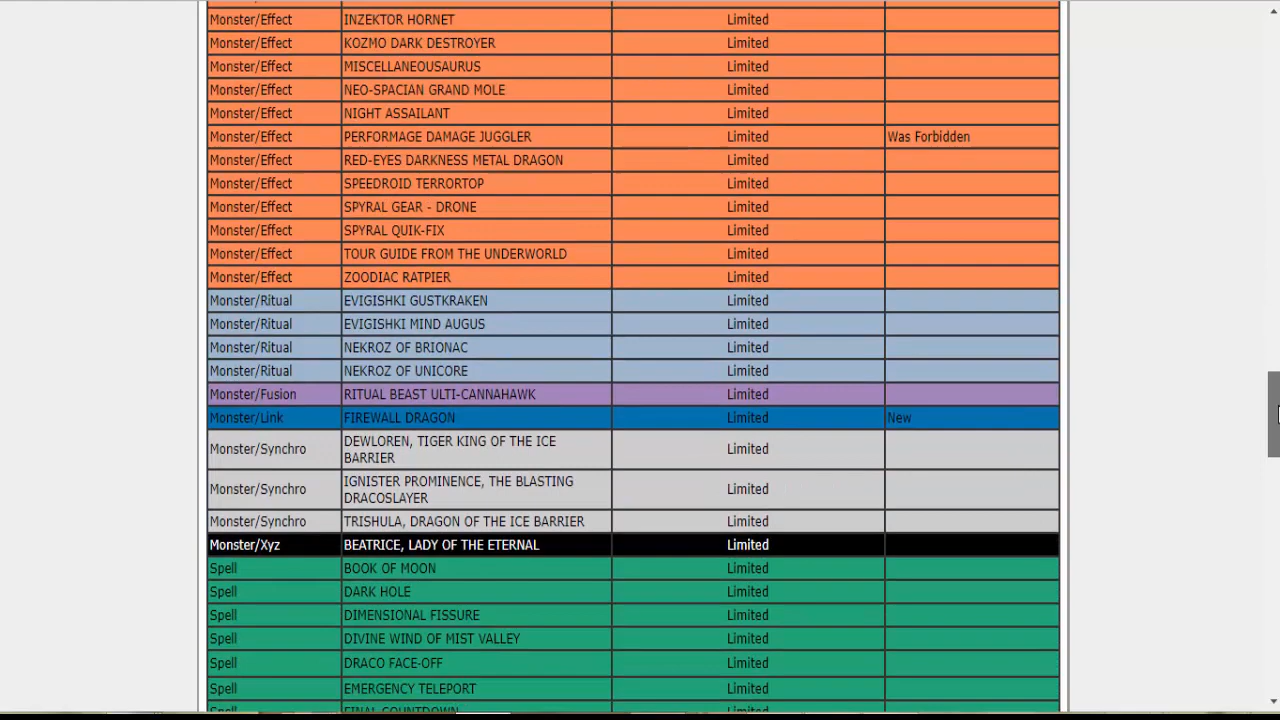 Monster/Effect INZEKTOR HORNET Limited
Monster/Effect KOZMO DARK DESTROYER Limited
Monster/Effect MISCELLANEOUSAURUS Limited
Monster/Effect NEO-SPACIAN GRAND MOLE Limited
Monster/Effect NIGHT ASSAILANT Limited
Monster/Effect PERFORMAGE DAMAGE JUGGLER Limited Was Forbidden
Monster/Effect RED-EYES DARKNESS METAL DRAGON Limited
Monster/Effect SPEEDROID TERRORTOP Limited
Monster/Effect SPYRAL GEAR - DRONE Limited
Monster/Effect SPYRAL QUIK-FIX Limited
Monster/Effect TOUR GUIDE FROM THE UNDERWORLD Limited
Monster/Effect ZOODIAC RATPIER Limited
Monster/Ritual EVIGISHKI GUSTKRAKEN Limited
Monster/Ritual EVIGISHKI MIND AUGUS Limited
Monster/Ritual NEKROZ OF BRIONAC Limited
Monster/Ritual NEKROZ OF UNICORE Limited
Monster/Fusion RITUAL BEAST ULTI-CANNAHAWK Limited
Monster/Link FIREWALL DRAGON Limited New
Monster/Synchro DEWLOREN, TIGER KING OF THE ICE
BARRIER Limited
Monster/Synchro IGNISTER PROMINENCE, THE BLASTING
DRACOSLAYER Limited
Monster/Synchro TRISHULA, DRAGON OF THE ICE BARRIER Limited
Monster/Xyz BEATRICE, LADY OF THE ETERNAL Limited
Spell BOOK OF MOON Limited
Spell DARK HOLE Limited
Spell DIMENSIONAL FISSURE Limited
Spell DIVINE WIND OF MIST VALLEY Limited
Spell DRACO FACE-OFF Limited
Spell EMERGENCY TELEPORT Limited
Spell FINAL COUNTDOWN Limited